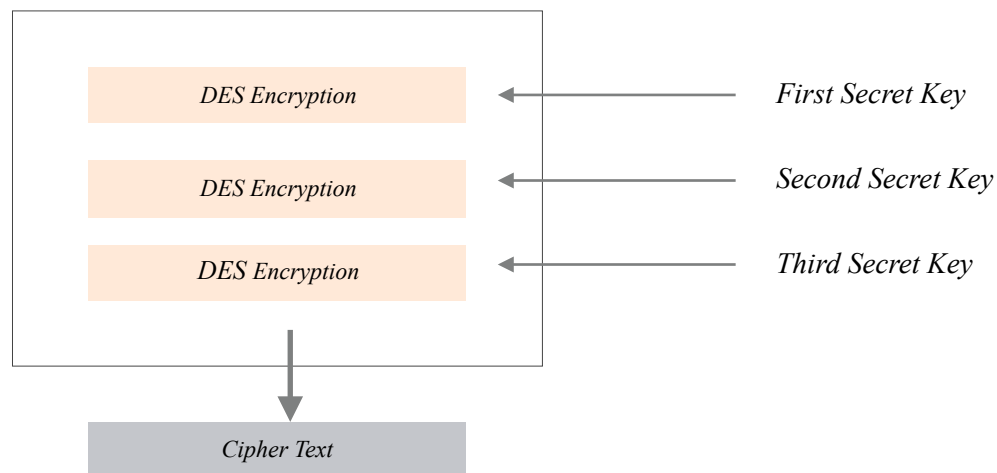 DES Encryption
First Secret Key
DES Encryption
Second Secret Key
DES Encryption
Third Secret Key
Cipher Text